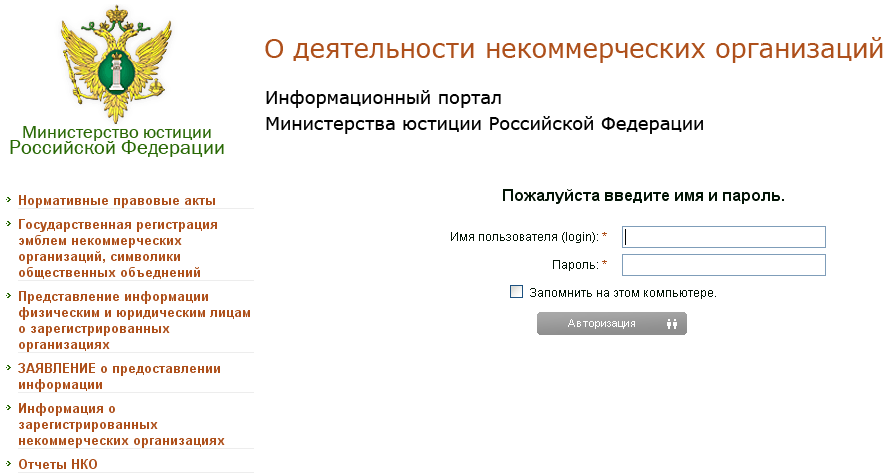 Министерство юстиции
Российской Федерации
О деятельности некоммерческих организаций
Информационный портал
Министерства юстиции Российской Федерации
Нормативные правовые акты
Государственная регистрация
эмблем некоммерческих
организаций, символики
общественных объеднений
Представление информации
физическим и юридическим лицам
о зарегистрированных
организациях
ЗАЯВЛЕНИЕ о предоставлении
информации
Информация о
зарегистрированных
некоммерческих организациях
Отчеты НКО
Пожалуйста введите имя и пароль.
Имя пользователя (login): *
Пароль: *
Запомнить на этом компьютере.
Авторизация